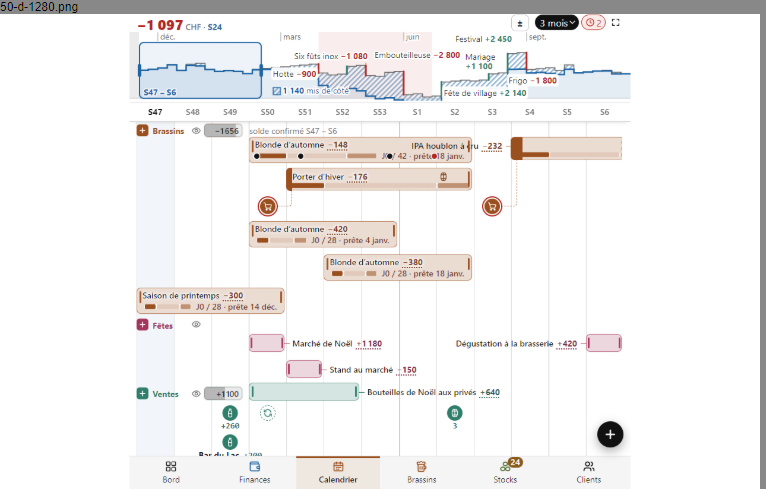 50-d-1280.png
−1 097 CHF · S24
± 3 mois 2
déc. mars juin sept.
Festival +2 450
Six fûts inox −1 080 Embouteilleuse −2 800 Mariage +1 100
Hotte −900
Frigo −1 800
S47 – S6 1 140 mis de côté Fête de village +2 140
S47 S48 S49 S50 S51 S52 S53 S1 S2 S3 S4 S5 S6
+ Brassins −1656 solde confirmé S47 – S6
Blonde d'automne −148 IPA houblon à cru −232
/ 42 · prête 18 janv.
Porter d'hiver −176
Blonde d'automne −420
J0 / 28 · prête 4 janv.
Blonde d'automne −380
J0 / 28 · prête 18 janv.
Saison de printemps −300
J0 / 28 · prête 14 déc.
+ Fêtes
Marché de Noël +1 180 Dégustation à la brasserie +420
Stand au marché −150
+ Ventes +1100 Bouteilles de Noël aux privés +640
+260 3
+
Bord Finances Calendrier Brassins Stocks 24 Clients